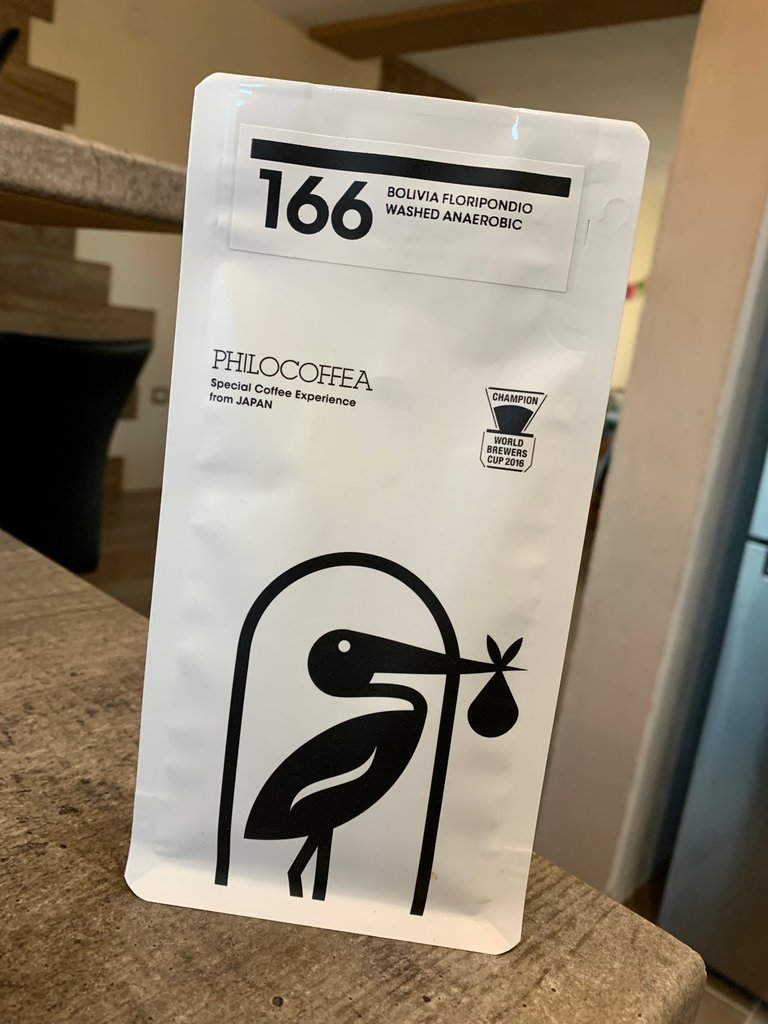 166
BOLIVIA FLORIPONDIO
WASHED ANAEROBIC
PHILOCOFFEA
Special Coffee Experience
from JAPAN
CHAMPION
WORLD
BREWERS
CUP 2016